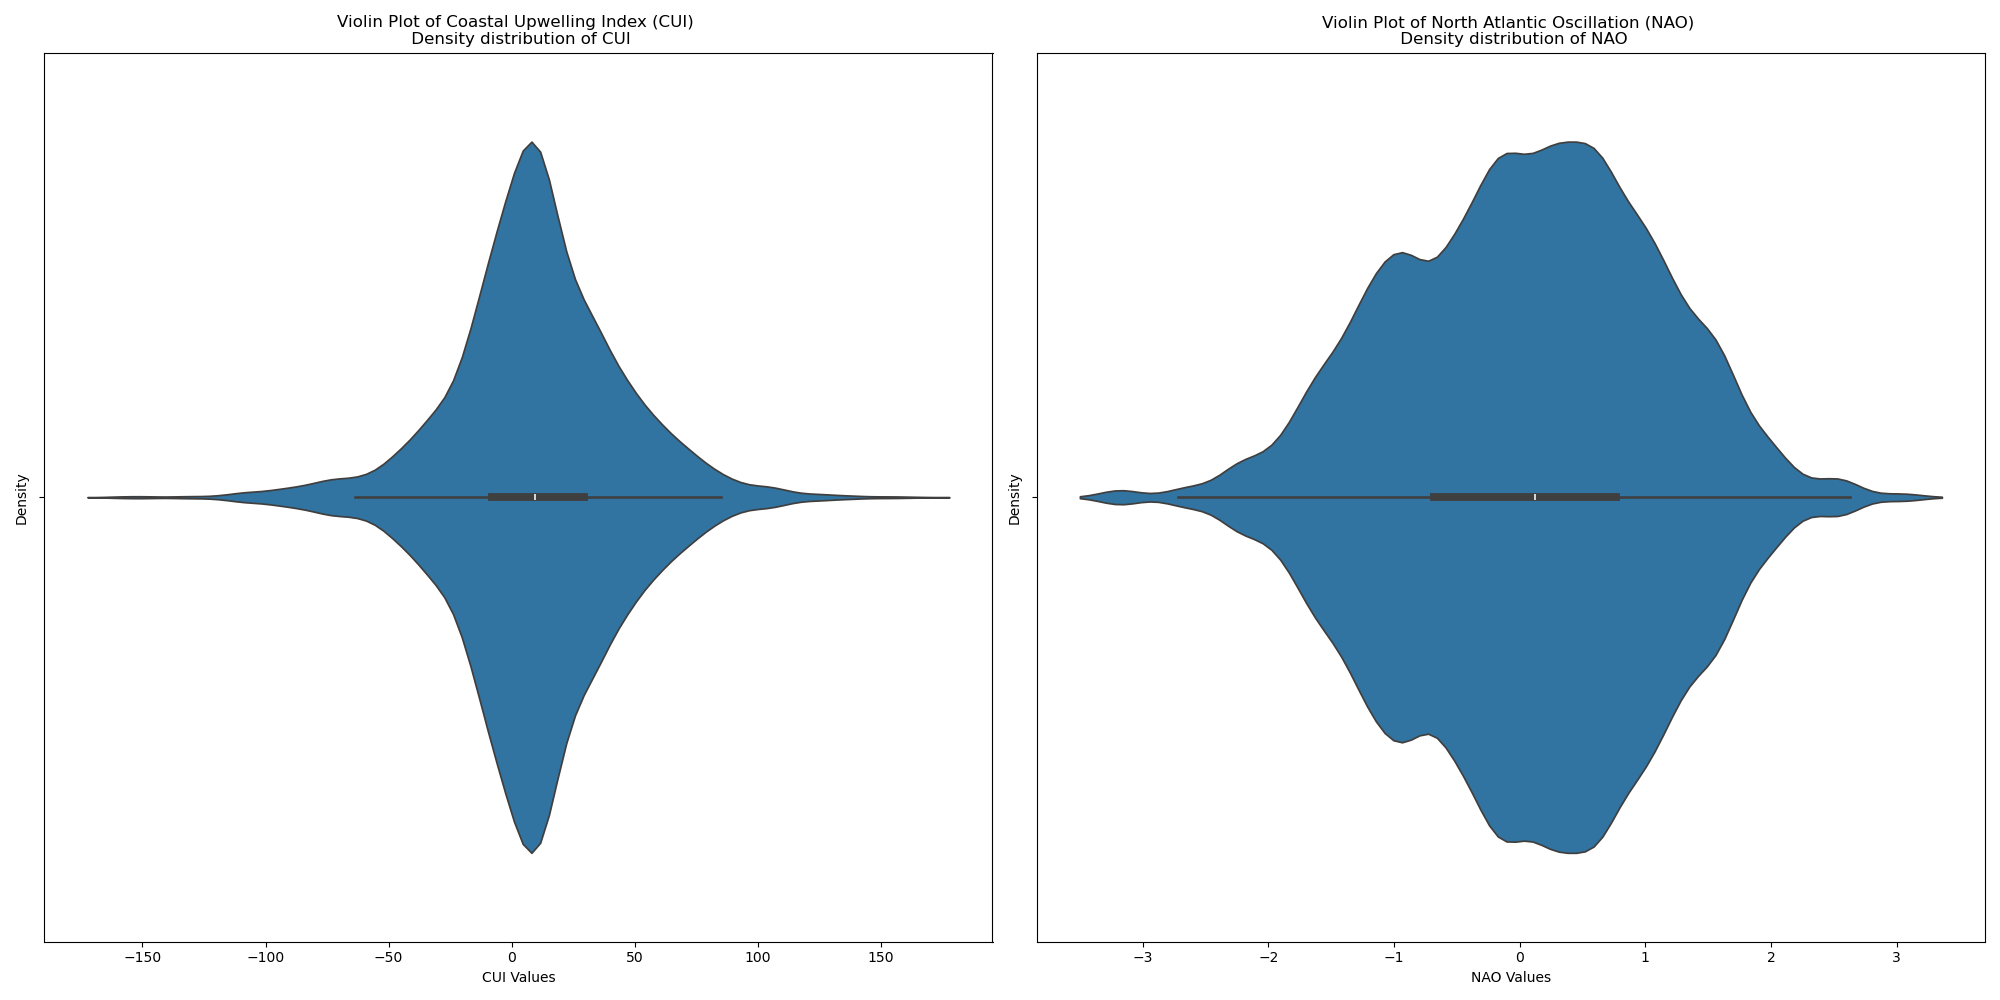 Violin Plot of Coastal Upwelling Index (CUI)
Density distribution of CUI
Density
−150 −100 −50 0 50 100 150
CUI Values
Violin Plot of North Atlantic Oscillation (NAO)
Density distribution of NAO
Density
−3 −2 −1 0 1 2 3
NAO Values